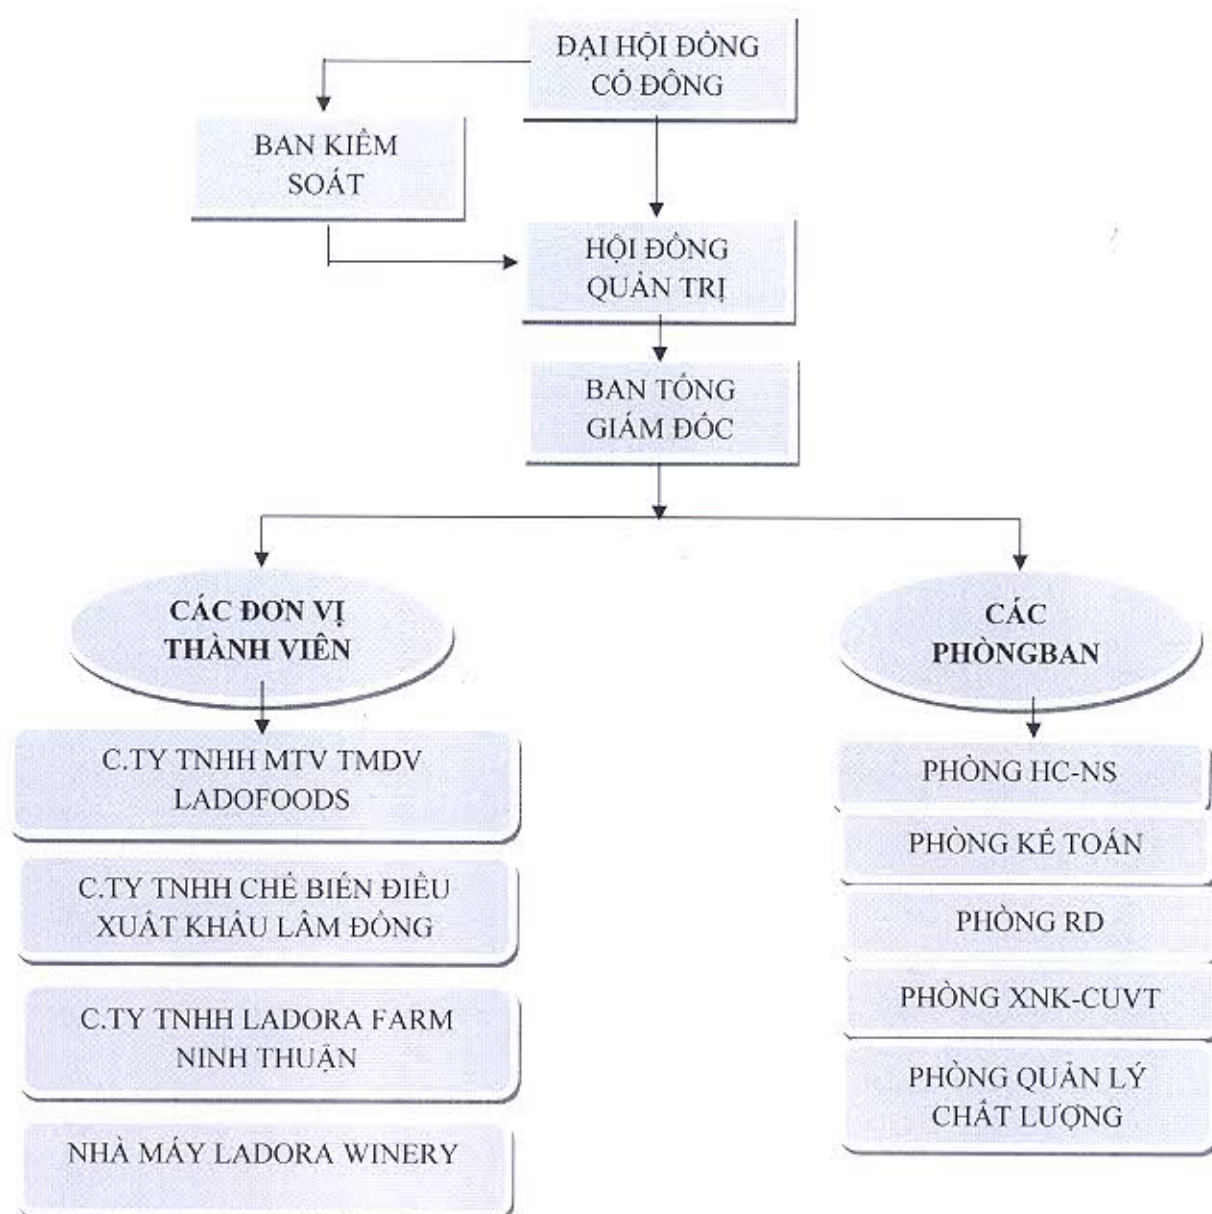 ĐẠI HỘI ĐỒNG
CỔ ĐÔNG
BAN KIỂM
SOÁT
HỘI ĐỒNG
QUẢN TRỊ
BAN TỔNG
GIÁM ĐỐC
CÁC ĐƠN VỊ
THÀNH VIÊN
C.TY TNHH MTV TMDV
LADOFOODS
C.TY TNHH CHẾ BIẾN ĐIỀU
XUẤT KHẨU LÂM ĐỒNG
C.TY TNHH LADORA FARM
NINH THUẬN
NHÀ MÁY LADORA WINERY
CÁC
PHÒNGBAN
PHÒNG HC-NS
PHÒNG KẾ TOÁN
PHÒNG RD
PHÒNG XNK-CUVT
PHÒNG QUẢN LÝ
CHẤT LƯỢNG